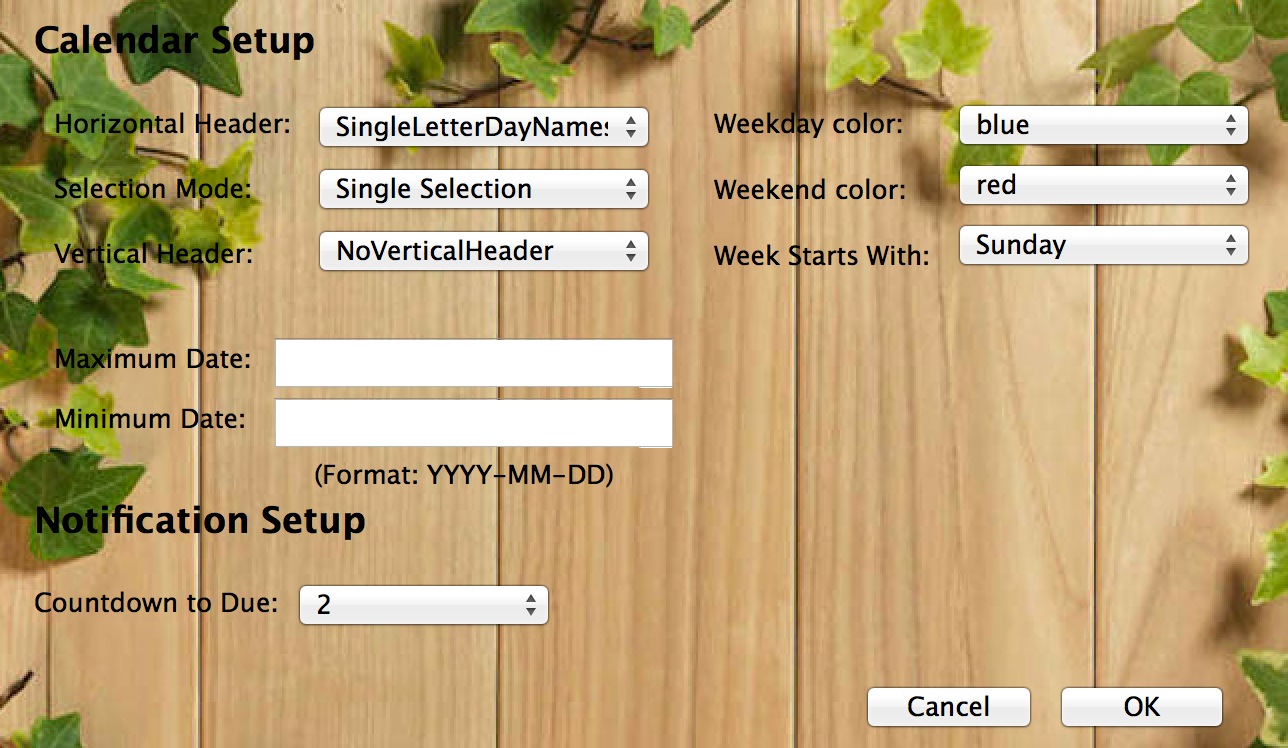 Calendar Setup
Horizontal Header: SingleLetterDayNames
Weekday color: blue
Selection Mode: Single Selection
Weekend color: red
Vertical Header: NoVerticalHeader
Week Starts With: Sunday
Maximum Date:
Minimum Date:
(Format: YYYY-MM-DD)
Notification Setup
Countdown to Due: 2
Cancel OK